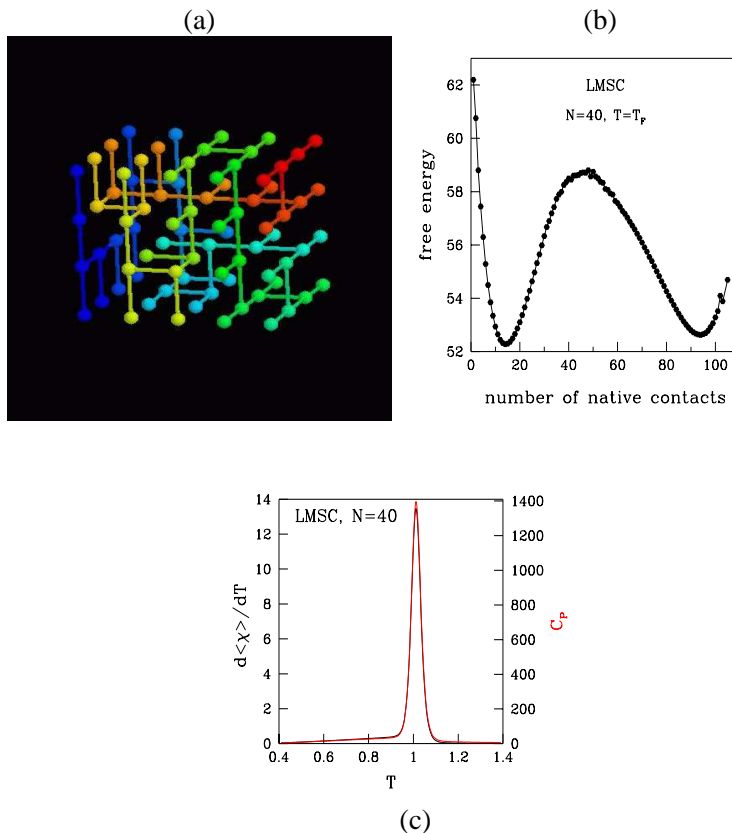 (a)
(b)
62
60
58
56
54
52
free energy
LMSC
N=40, T=T_F
0 20 40 60 80 100
number of native contacts
14
12
10
8
6
4
2
0
d<χ>/dT
LMSC, N=40
1400
1200
1000
800
600
400
200
0
C_P
0.4 0.6 0.8 1 1.2 1.4
T
(c)